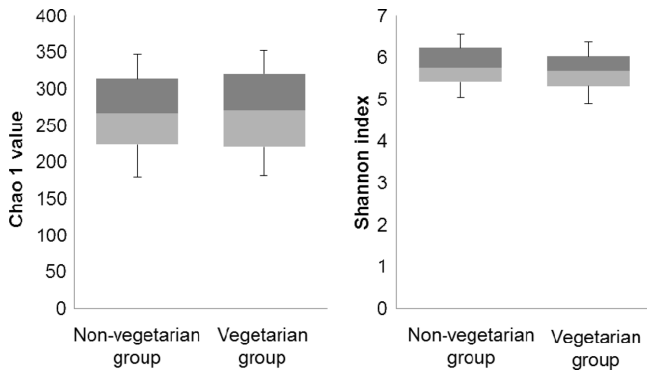 400
350
300
250
200
150
100
50
0
Chao 1 value
Non-vegetarian
group
Vegetarian
group
7
6
5
4
3
2
1
0
Shannon index
Non-vegetarian
group
Vegetarian
group